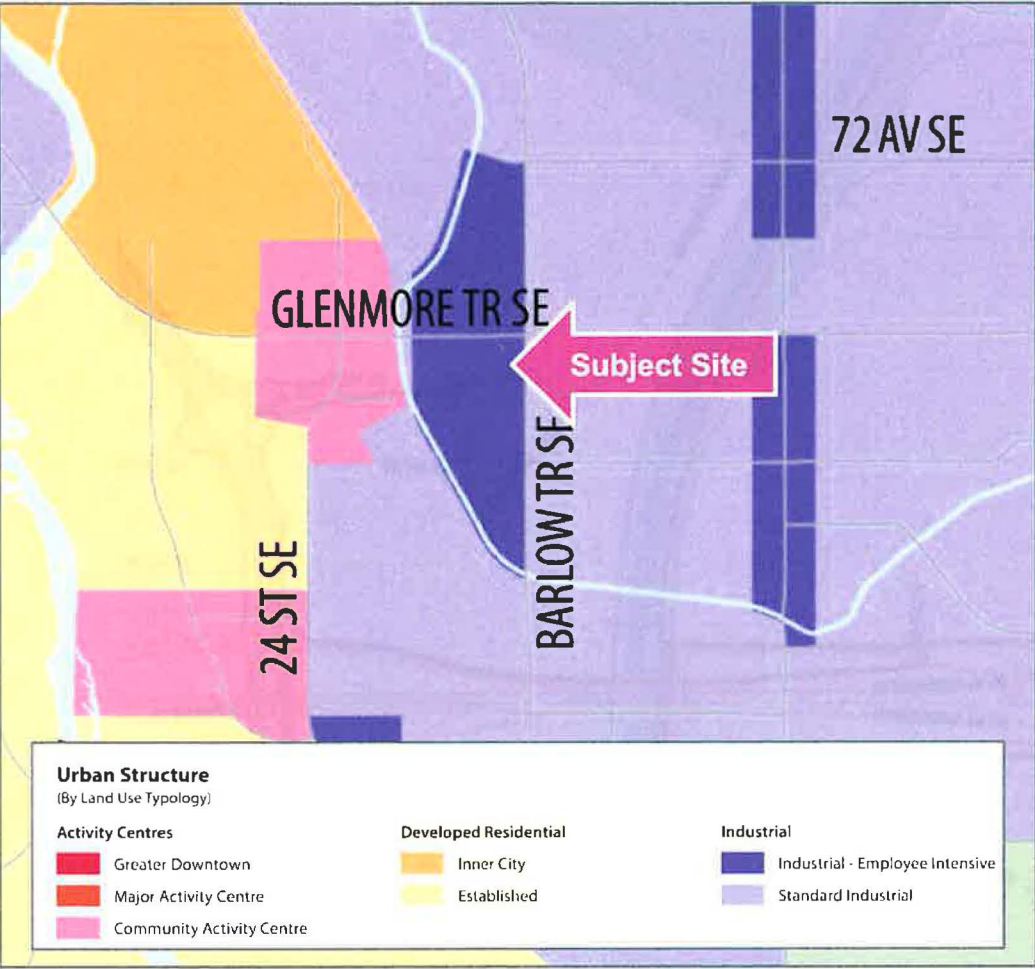 72 AV SE
GLENMORE TR SE
Subject Site
BARLOW TR SE
24 ST SE
Urban Structure
(By Land Use Typology)
Activity Centres
Greater Downtown
Major Activity Centre
Community Activity Centre
Developed Residential
Inner City
Established
Industrial
Industrial - Employee Intensive
Standard Industrial